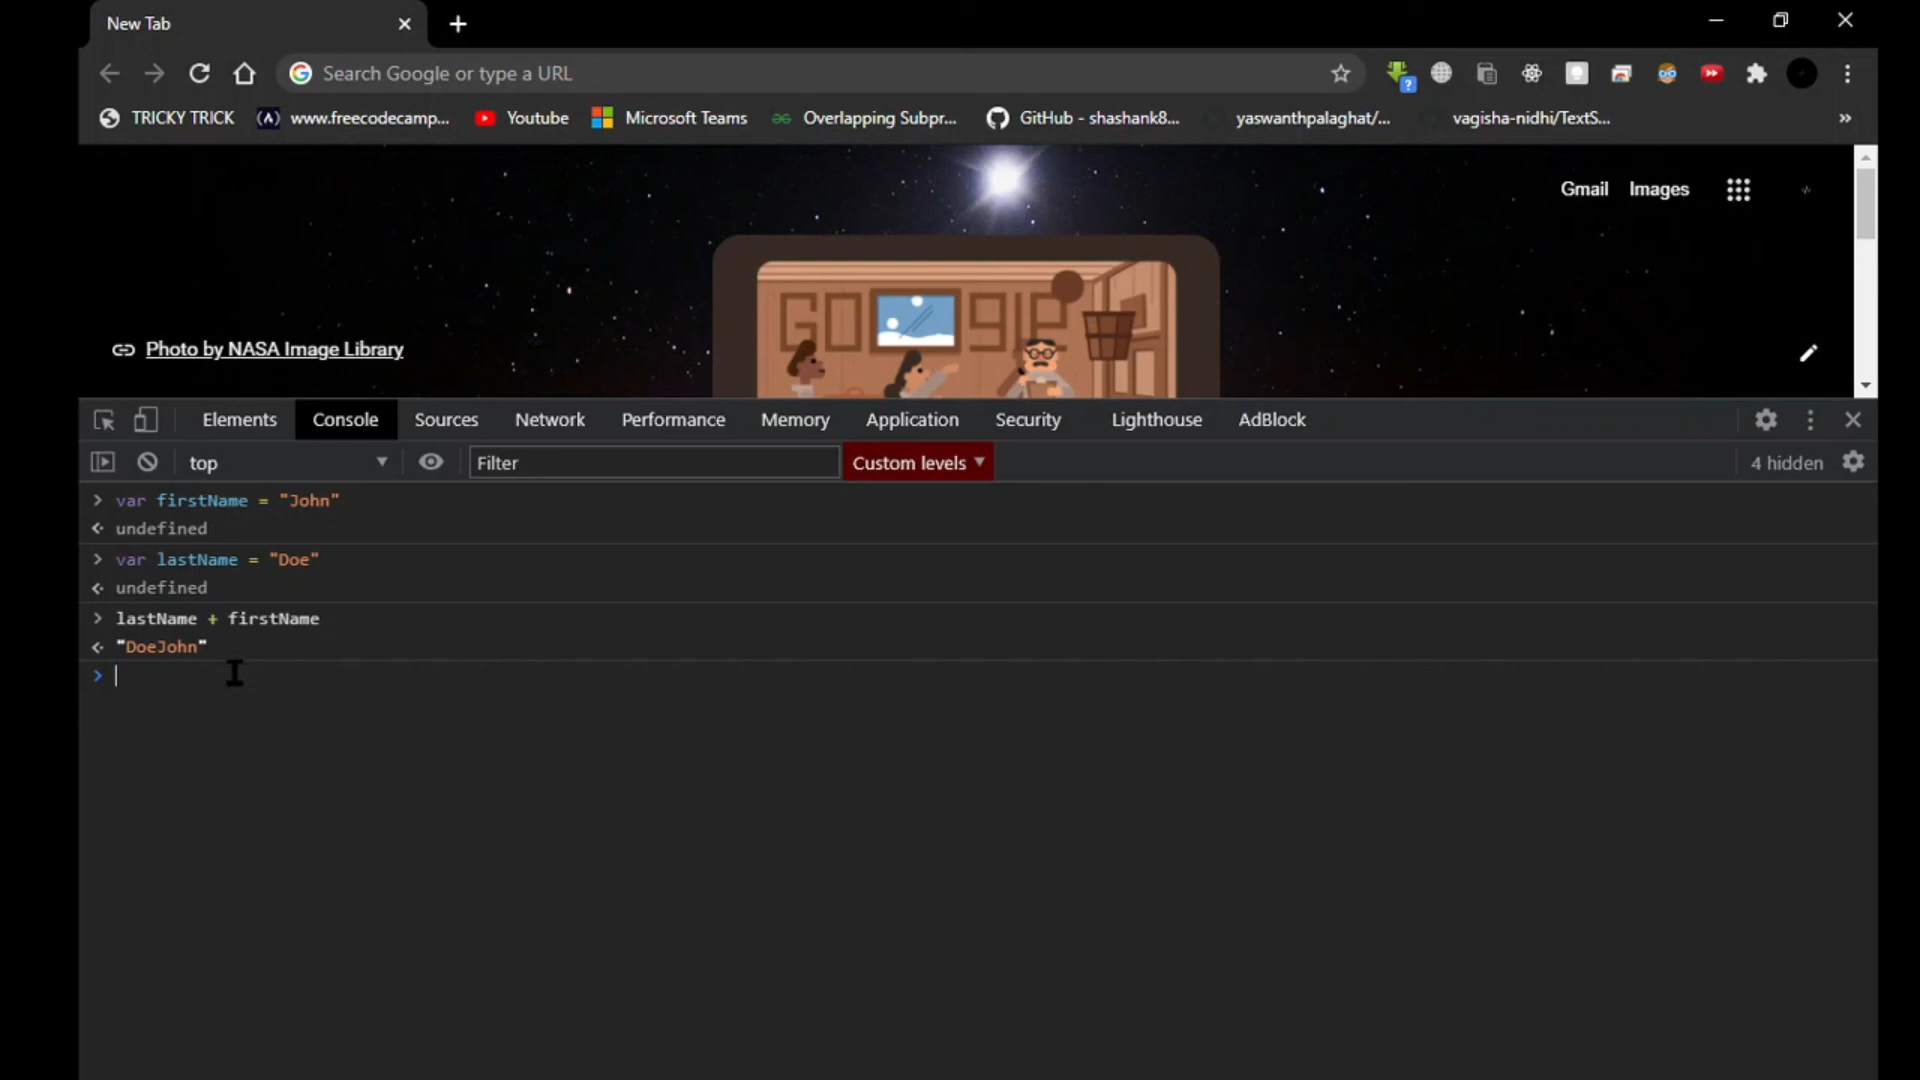 New Tab
Search Google or type a URL
?
TRICKY TRICK www.freecodecamp... Youtube Microsoft Teams Overlapping Subpr... GitHub - shashank8... yaswanthpalaghat/... vagisha-nidhi/TextS... »
Gmail Images
GO
Photo by NASA Image Library
Elements Console Sources Network Performance Memory Application Security Lighthouse AdBlock
top Filter Custom levels 4 hidden
> var firstName = "John"
undefined
> var lastName = "Doe"
undefined
> lastName + firstName
"DoeJohn"
>